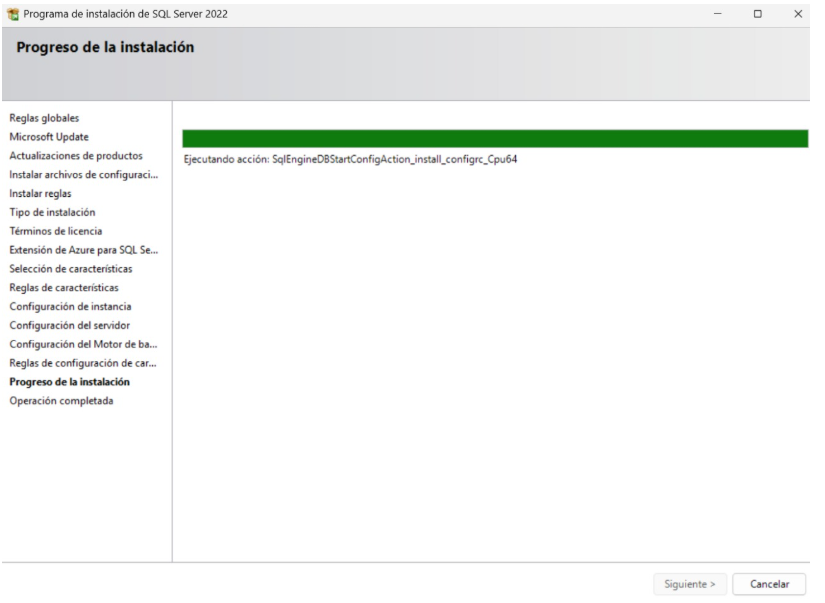 Programa de instalación de SQL Server 2022
Progreso de la instalación
Reglas globales
Microsoft Update
Actualizaciones de productos
Instalar archivos de configuraci...
Instalar reglas
Tipo de instalación
Términos de licencia
Extensión de Azure para SQL Se...
Selección de características
Reglas de características
Configuración de instancia
Configuración del servidor
Configuración del Motor de ba...
Reglas de configuración de car...
Progreso de la instalación
Operación completada
Ejecutando acción: SqlEngineDBStartConfigAction_install_configrc_Cpu64
Siguiente >
Cancelar